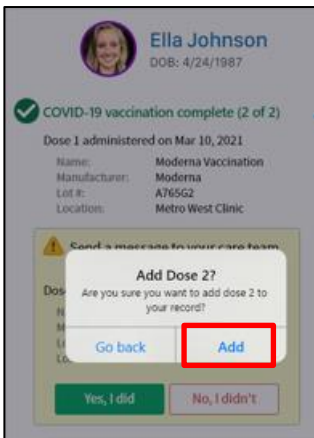 Ella Johnson
DOB: 4/24/1987
COVID-19 vaccination complete (2 of 2)
Dose 1 administered on Mar 10, 2021
Name: Moderna Vaccination
Manufacturer: Moderna
Lot #: A765G2
Location: Metro West Clinic
Send a message to your care team
Add Dose 2?
Are you sure you want to add dose 2 to
your record?
Go back Add
Yes, I did No, I didn't